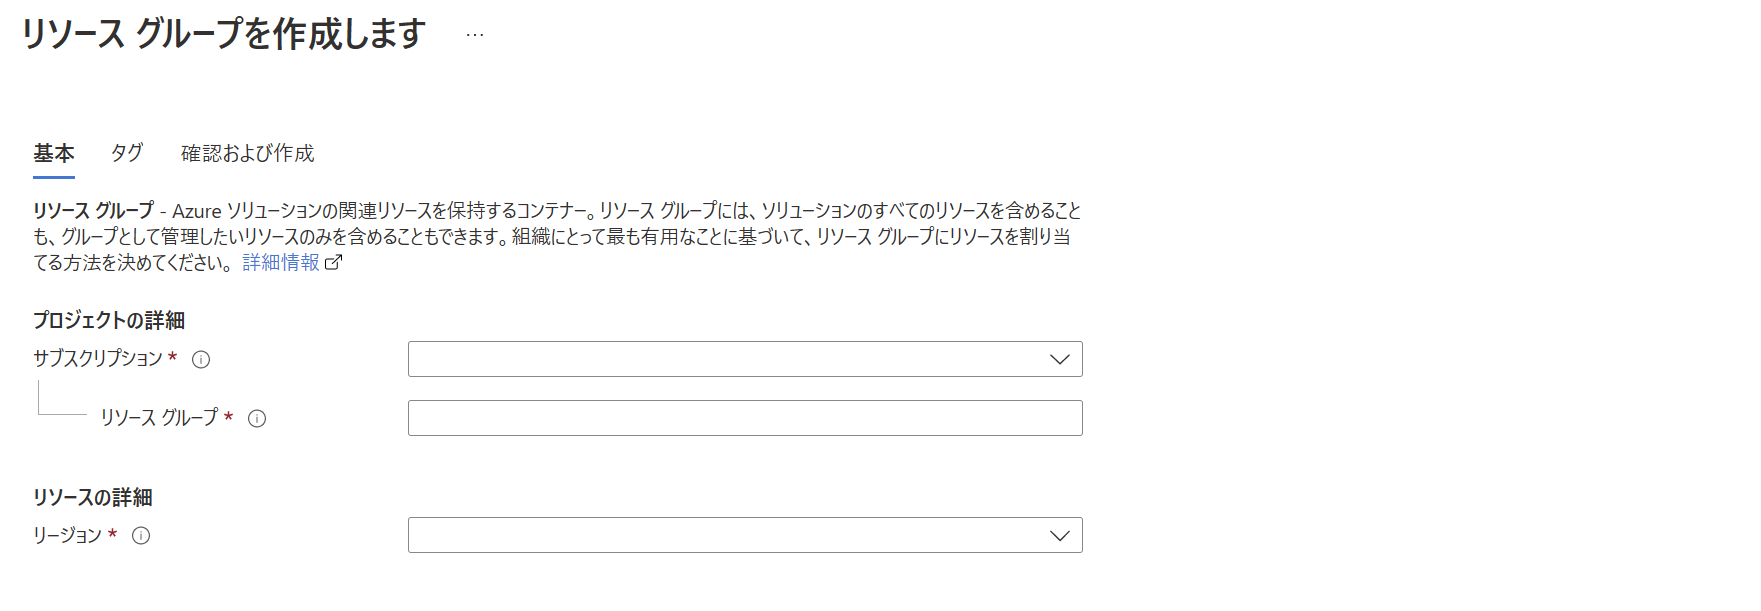 リソース グループを作成します …
基本 タグ 確認および作成
リソース グループ - Azure ソリューションの関連リソースを保持するコンテナー。リソース グループには、ソリューションのすべてのリソースを含めること
も、グループとして管理したいリソースのみを含めることもできます。組織にとって最も有用なことに基づいて、リソース グループにリソースを割り当
てる方法を決めてください。 詳細情報
プロジェクトの詳細
サブスクリプション *
リソース グループ *
リソースの詳細
リージョン *